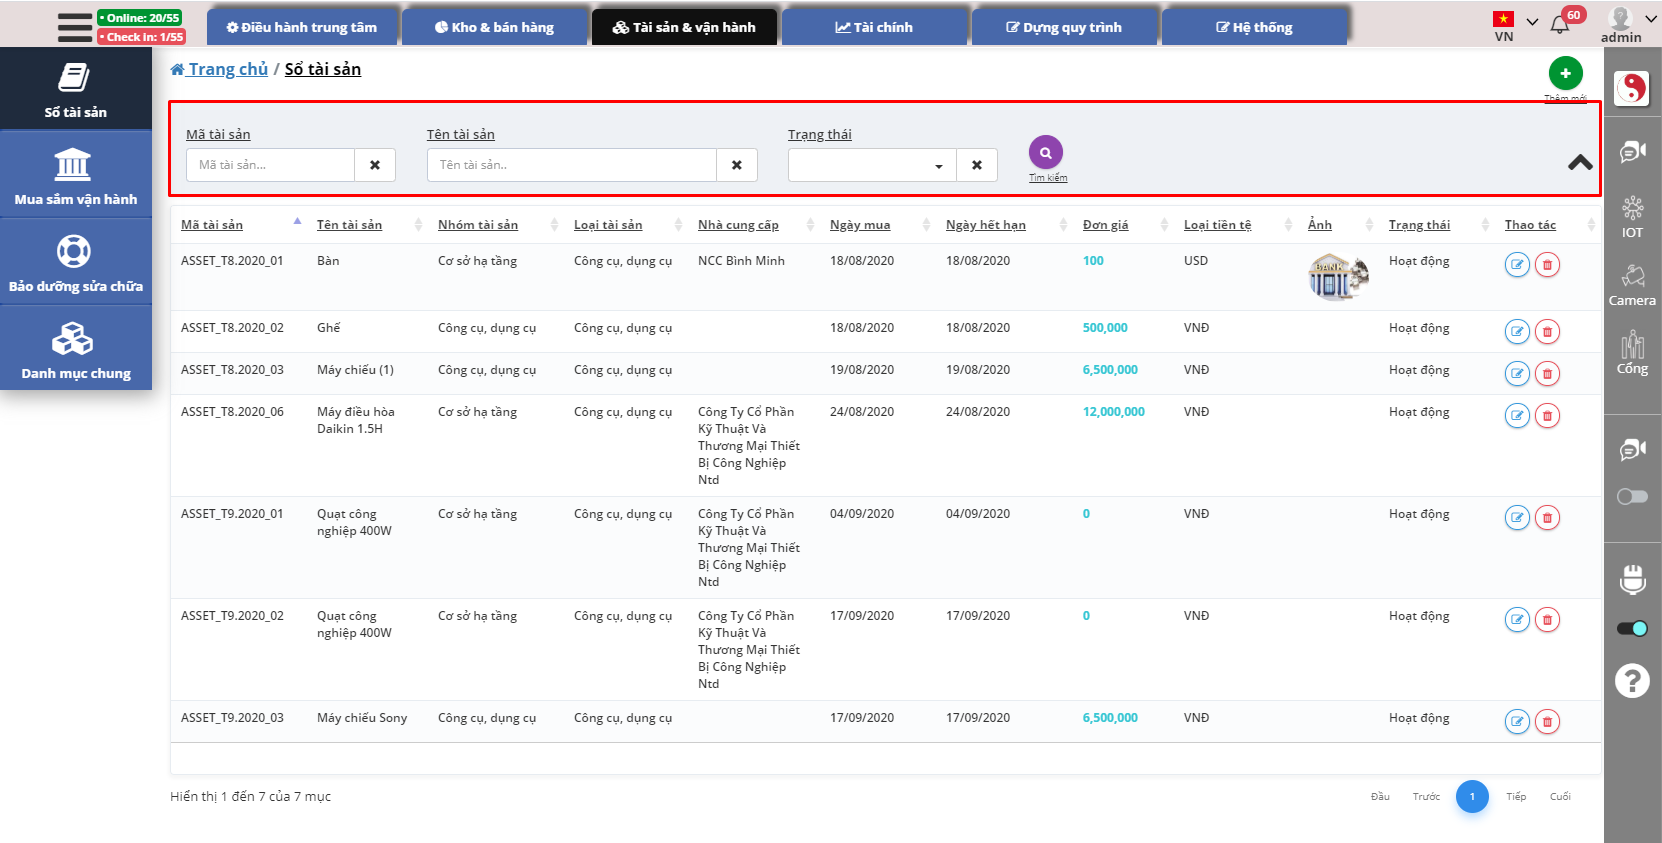 • Online: 20/55
• Check in: 1/55
Điều hành trung tâm
Kho & bán hàng
Tài sản & vận hành
Tài chính
Dựng quy trình
Hệ thống
VN
60
admin
Sổ tài sản
Mua sắm vận hành
Bảo dưỡng sửa chữa
Danh mục chung
Trang chủ / Sổ tài sản
Thêm mới
Mã tài sản
Mã tài sản...
Tên tài sản
Tên tài sản..
Trạng thái
Tìm kiếm
Mã tài sản Tên tài sản Nhóm tài sản Loại tài sản Nhà cung cấp Ngày mua Ngày hết hạn Đơn giá Loại tiền tệ Ảnh Trạng thái Thao tác
ASSET_T8.2020_01 Bàn Cơ sở hạ tầng Công cụ, dụng cụ NCC Bình Minh 18/08/2020 18/08/2020 100 USD BANK Hoạt động
ASSET_T8.2020_02 Ghế Công cụ, dụng cụ Công cụ, dụng cụ 18/08/2020 18/08/2020 500,000 VNĐ Hoạt động
ASSET_T8.2020_03 Máy chiếu (1) Công cụ, dụng cụ Công cụ, dụng cụ 19/08/2020 19/08/2020 6,500,000 VNĐ Hoạt động
ASSET_T8.2020_06 Máy điều hòa Cơ sở hạ tầng Công cụ, dụng cụ Công Ty Cổ Phần 24/08/2020 24/08/2020 12,000,000 VNĐ Hoạt động
Daikin 1.5H Kỹ Thuật Và
Thương Mại Thiết
Bị Công Nghiệp
Ntd
ASSET_T9.2020_01 Quạt công Cơ sở hạ tầng Công cụ, dụng cụ Công Ty Cổ Phần 04/09/2020 04/09/2020 0 VNĐ Hoạt động
nghiệp 400W Kỹ Thuật Và
Thương Mại Thiết
Bị Công Nghiệp
Ntd
ASSET_T9.2020_02 Quạt công Cơ sở hạ tầng Công cụ, dụng cụ Công Ty Cổ Phần 17/09/2020 17/09/2020 0 VNĐ Hoạt động
nghiệp 400W Kỹ Thuật Và
Thương Mại Thiết
Bị Công Nghiệp
Ntd
ASSET_T9.2020_03 Máy chiếu Sony Công cụ, dụng cụ Công cụ, dụng cụ 17/09/2020 17/09/2020 6,500,000 VNĐ Hoạt động
Hiển thị 1 đến 7 của 7 mục
Đầu Trước 1 Tiếp Cuối
IOT
Camera
Cổng
?